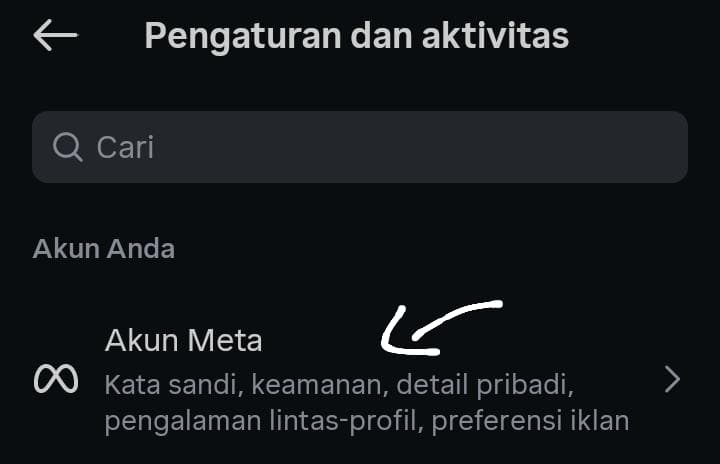 Pengaturan dan aktivitas
Cari
Akun Anda
Akun Meta
Kata sandi, keamanan, detail pribadi,
pengalaman lintas-profil, preferensi iklan